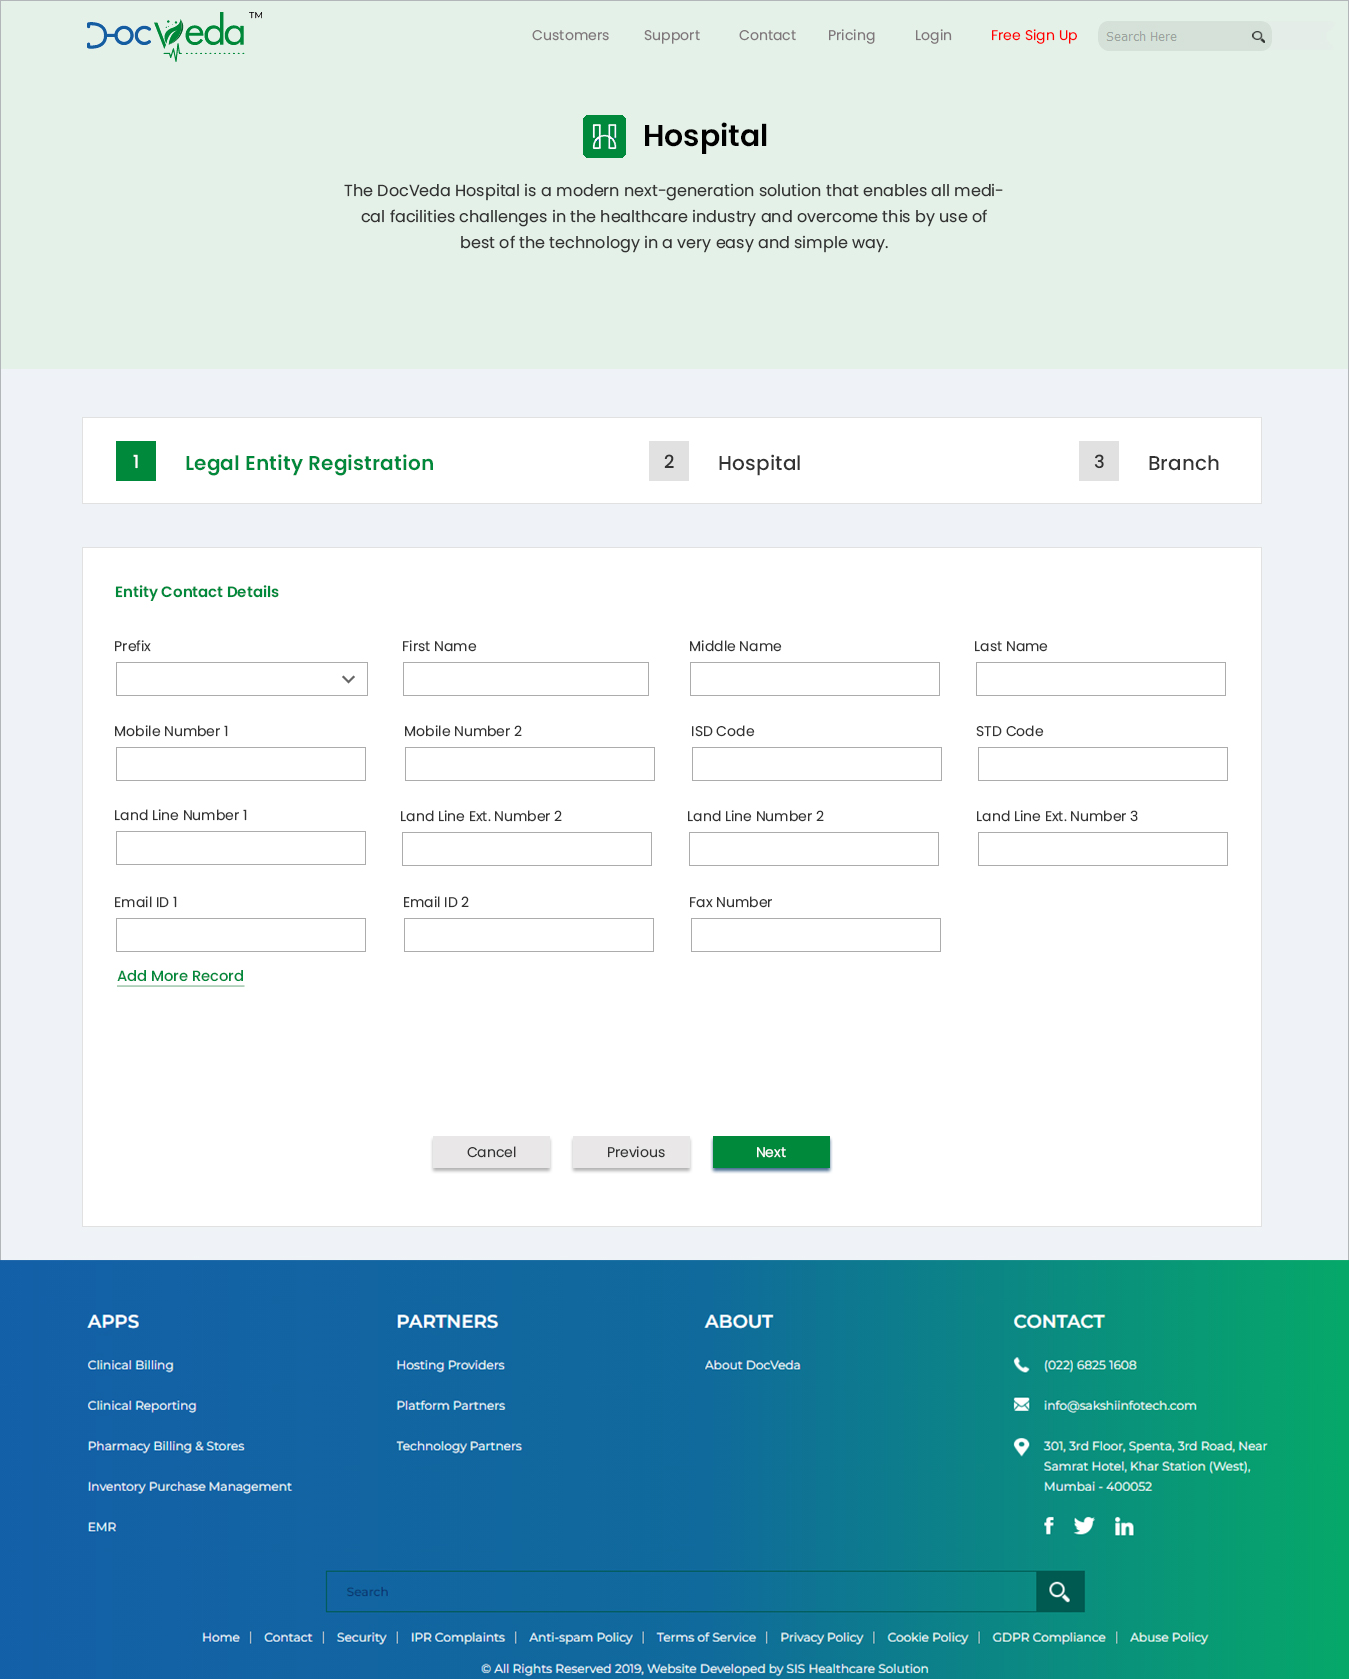 DocVeda TM
Customers Support Contact Pricing Login Free Sign Up Search Here
Hospital
The DocVeda Hospital is a modern next-generation solution that enables all medi-
cal facilities challenges in the healthcare industry and overcome this by use of
best of the technology in a very easy and simple way.
1 Legal Entity Registration 2 Hospital 3 Branch
Entity Contact Details
Prefix First Name Middle Name Last Name
Mobile Number 1 Mobile Number 2 ISD Code STD Code
Land Line Number 1 Land Line Ext. Number 2 Land Line Number 2 Land Line Ext. Number 3
Email ID 1 Email ID 2 Fax Number
Add More Record
Cancel Previous Next
APPS PARTNERS ABOUT CONTACT
Clinical Billing Hosting Providers About DocVeda (022) 6825 1608
Clinical Reporting Platform Partners info@sakshiinfotech.com
Pharmacy Billing & Stores Technology Partners 301, 3rd Floor, Spenta, 3rd Road, Near
Samrat Hotel, Khar Station (West),
Inventory Purchase Management Mumbai - 400052
EMR
Search
Home | Contact | Security | IPR Complaints | Anti-spam Policy | Terms of Service | Privacy Policy | Cookie Policy | GDPR Compliance | Abuse Policy
© All Rights Reserved 2019, Website Developed by SIS Healthcare Solution